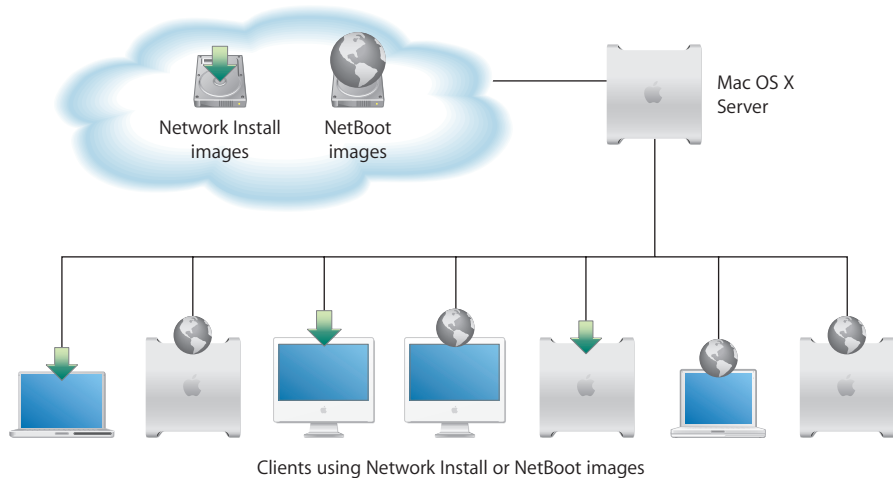 Network Install
images
NetBoot
images
Mac OS X
Server
Clients using Network Install or NetBoot images